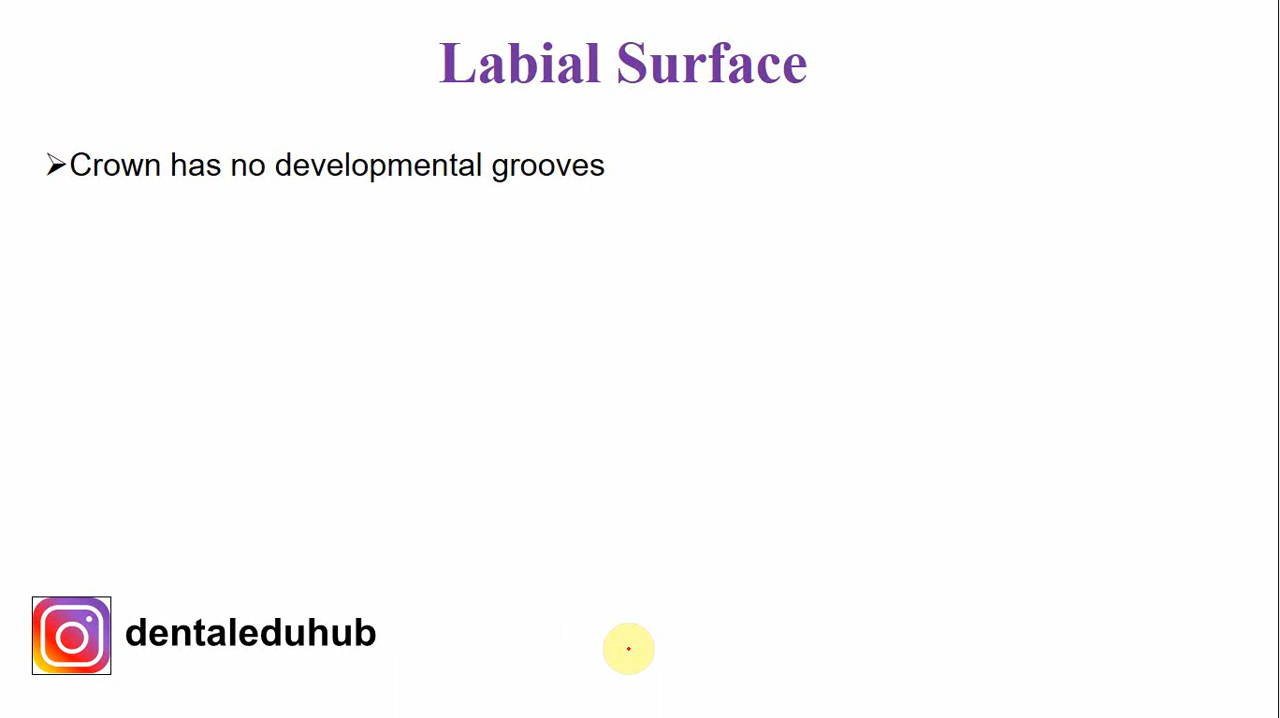 Labial Surface
➢Crown has no developmental grooves
dentaleduhub